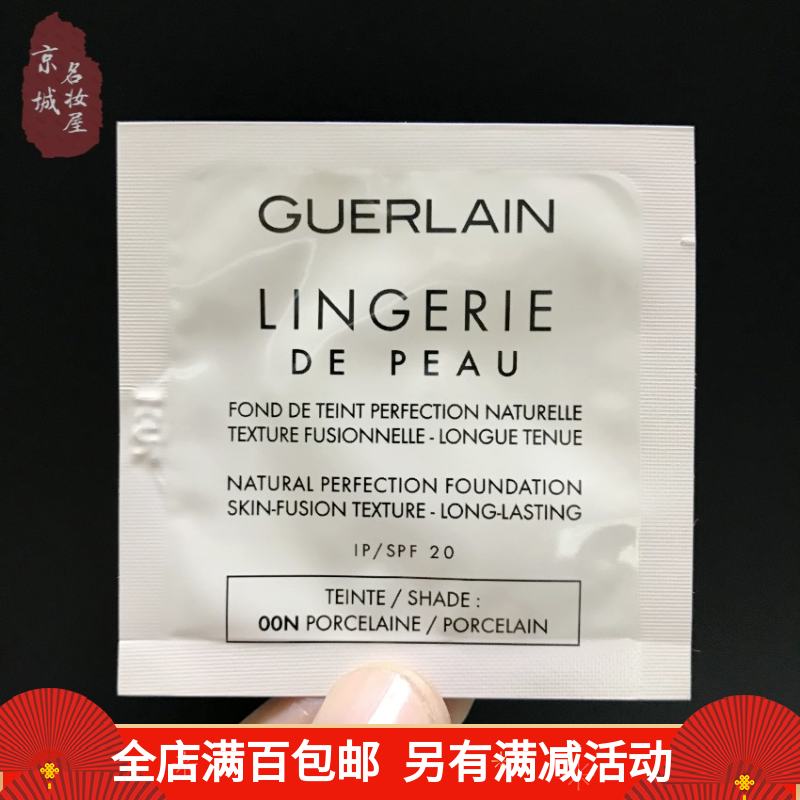 京城
名妆屋
GUERLAIN
LINGERIE
DE PEAU
FOND DE TEINT PERFECTION NATURELLE
TEXTURE FUSIONNELLE - LONGUE TENUE
NATURAL PERFECTION FOUNDATION
SKIN-FUSION TEXTURE - LONG-LASTING
IP/SPF 20
TEINTE / SHADE :
00N PORCELAINE / PORCELAIN
全店满百包邮 另有满减活动